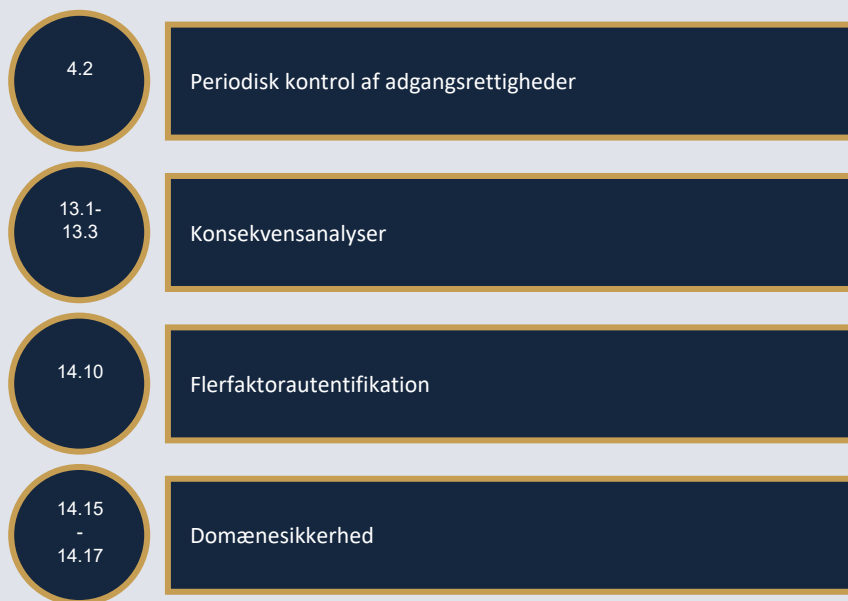 4.2
Periodisk kontrol af adgangsrettigheder
13.1-
13.3
Konsekvensanalyser
14.10
Flerfaktorautentifikation
14.15
-
14.17
Domænesikkerhed